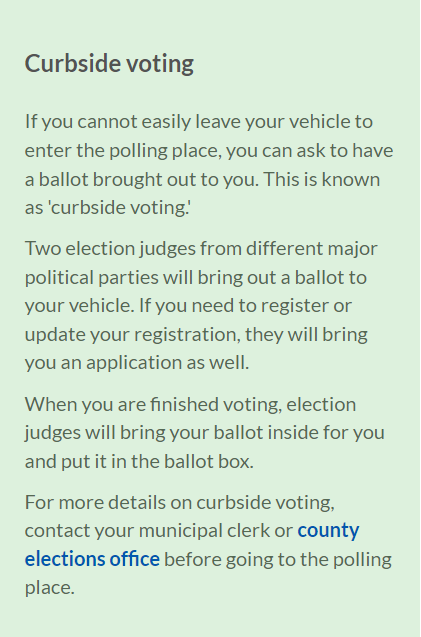 Curbside voting
If you cannot easily leave your vehicle to
enter the polling place, you can ask to have
a ballot brought out to you. This is known
as 'curbside voting.'
Two election judges from different major
political parties will bring out a ballot to
your vehicle. If you need to register or
update your registration, they will bring
you an application as well.
When you are finished voting, election
judges will bring your ballot inside for you
and put it in the ballot box.
For more details on curbside voting,
contact your municipal clerk or county
elections office before going to the polling
place.